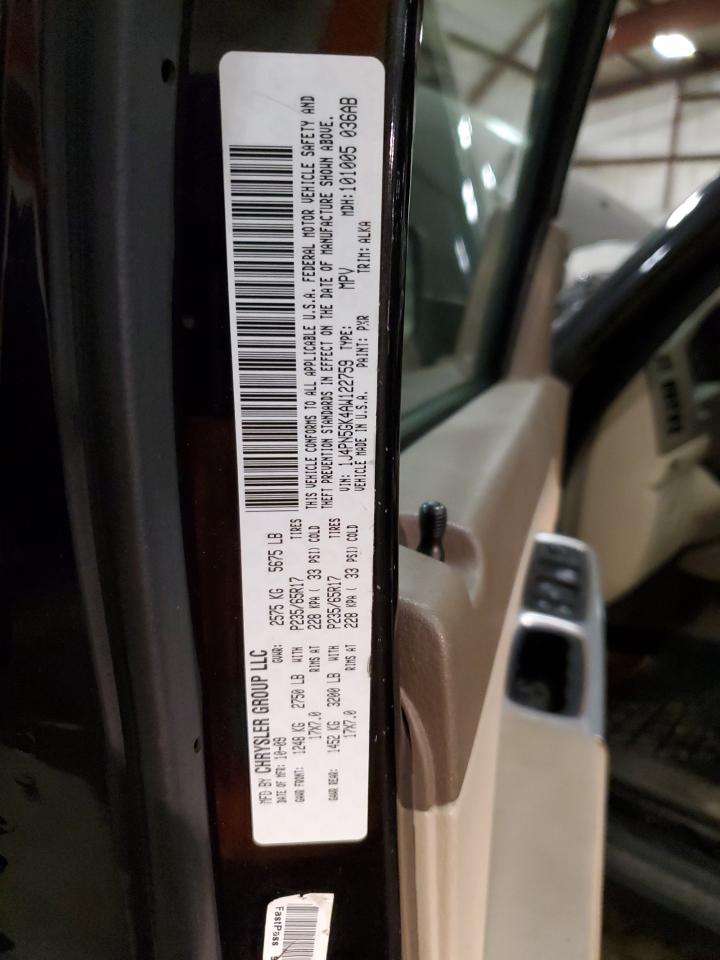 MFD BY CHRYSLER GROUP LLC
DATE OF MFR: 10-09 GVWR: 2575 KG 5675 LB
GAWR FRONT: 1248 KG 2750 LB WITH P235/65R17 TIRES
17X7.0 RIMS AT 228 KPA ( 33 PSI) COLD
GAWR REAR: 1452 KG 3200 LB WITH P235/65R17 TIRES
17X7.0 RIMS AT 228 KPA ( 33 PSI) COLD
THIS VEHICLE CONFORMS TO ALL APPLICABLE U.S.A. FEDERAL MOTOR VEHICLE SAFETY AND
THEFT PREVENTION STANDARDS IN EFFECT ON THE DATE OF MANUFACTURE SHOWN ABOVE.
VIN: 1J4PN5GK4AW122759 TYPE: MPV MDH: 101005 036AB
VEHICLE MADE IN U.S.A. PAINT: PXR TRIM: ALKA
FastPass